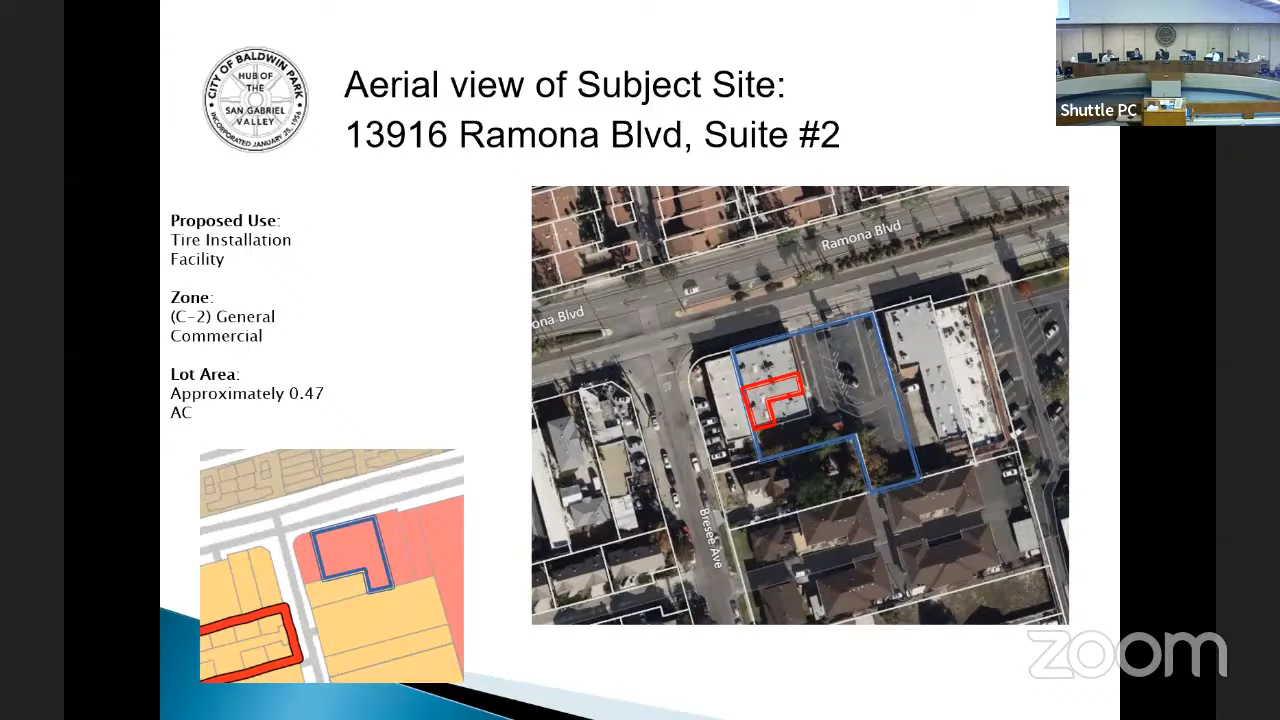 CITY OF BALDWIN PARK
HUB OF
THE
SAN GABRIEL
VALLEY
INCORPORATED JANUARY 25, 1956
Aerial view of Subject Site:
13916 Ramona Blvd, Suite #2
Shuttle PC
Proposed Use:
Tire Installation
Facility
Zone:
(C-2) General
Commercial
Lot Area:
Approximately 0.47
AC
Ramona Blvd
ona Blvd
Bresee Ave
zoom